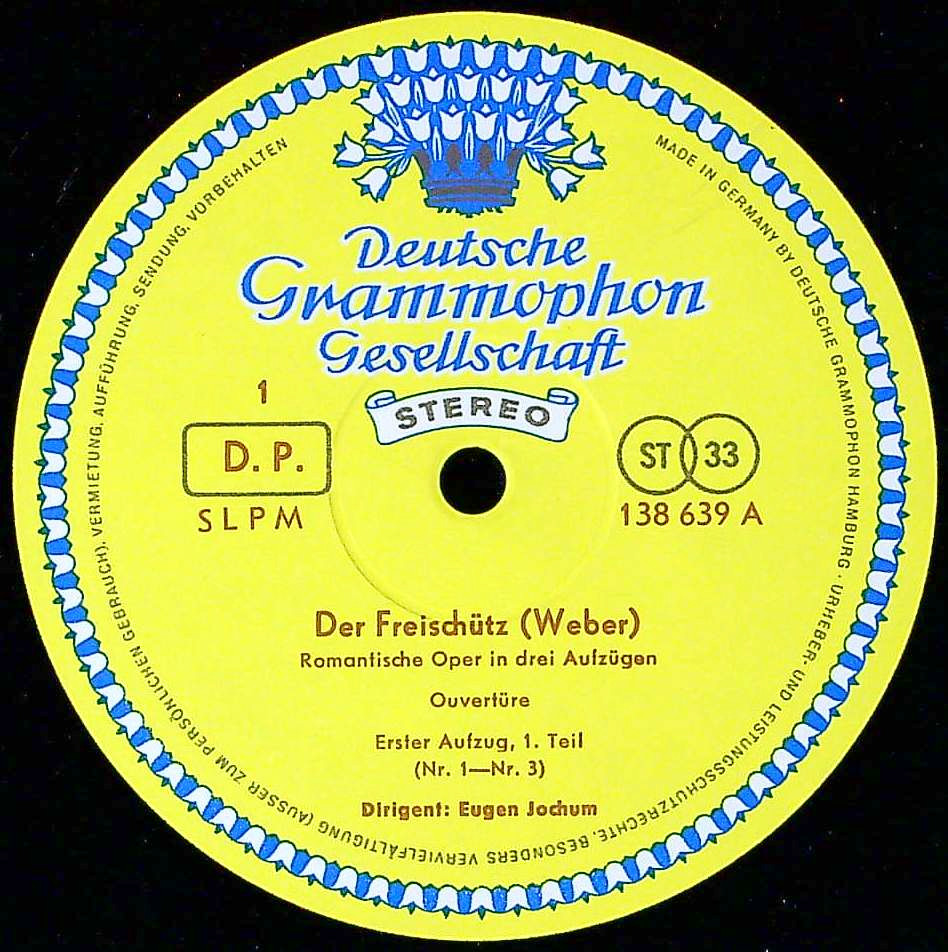 Deutsche
Grammophon
Gesellschaft
STEREO
1
D. P.
SLPM
ST 33
138 639 A
Der Freischütz (Weber)
Romantische Oper in drei Aufzügen
Ouvertüre
Erster Aufzug, 1. Teil
(Nr. 1—Nr. 3)
Dirigent: Eugen Jochum
MADE IN GERMANY BY DEUTSCHE GRAMMOPHON HAMBURG · URHEBER- UND LEISTUNGSSCHUTZRECHTE, BESONDERS VERVIELFÄLTIGUNG (AUSSER ZUM PERSÖNLICHEN GEBRAUCH), VERMIETUNG, AUFFÜHRUNG, SENDUNG, VORBEHALTEN